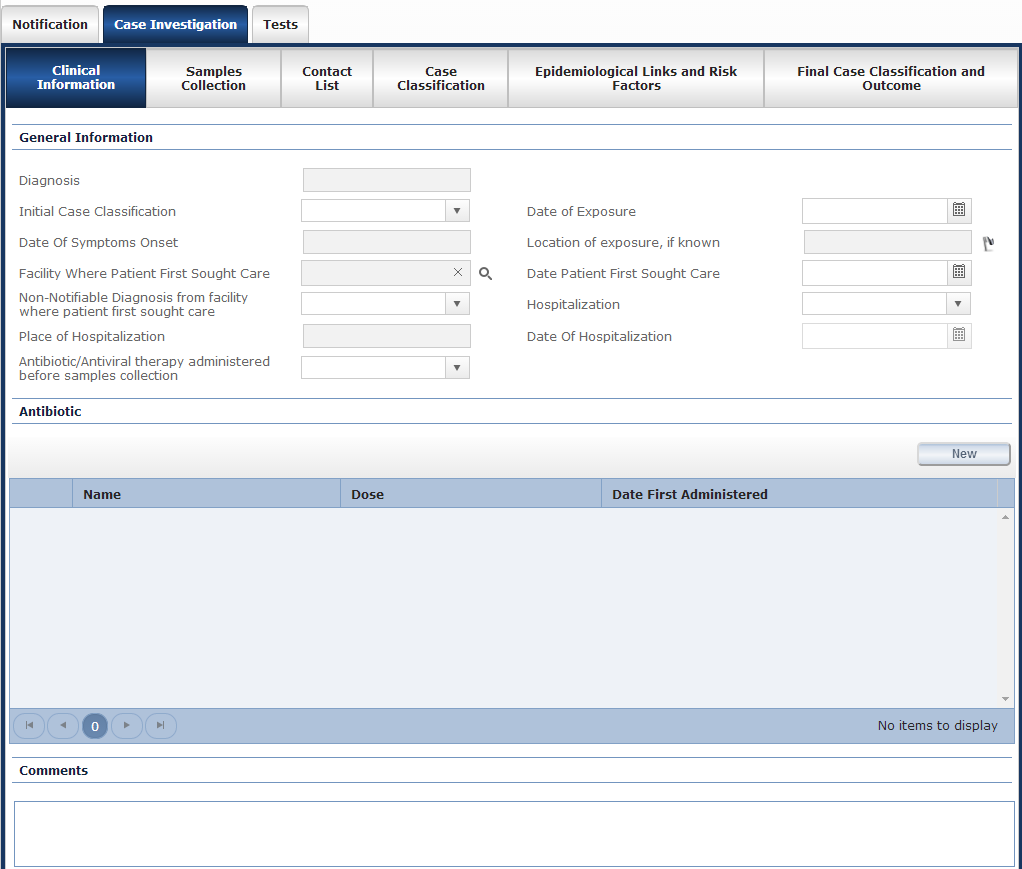 Notification
Case Investigation
Tests
Clinical
Information
Samples
Collection
Contact
List
Case
Classification
Epidemiological Links and Risk
Factors
Final Case Classification and
Outcome
General Information
Diagnosis
Initial Case Classification
Date of Exposure
Date Of Symptoms Onset
Location of exposure, if known
Facility Where Patient First Sought Care
Date Patient First Sought Care
Non-Notifiable Diagnosis from facility
where patient first sought care
Hospitalization
Place of Hospitalization
Date Of Hospitalization
Antibiotic/Antiviral therapy administered
before samples collection
Antibiotic
New
Name
Dose
Date First Administered
0
No items to display
Comments